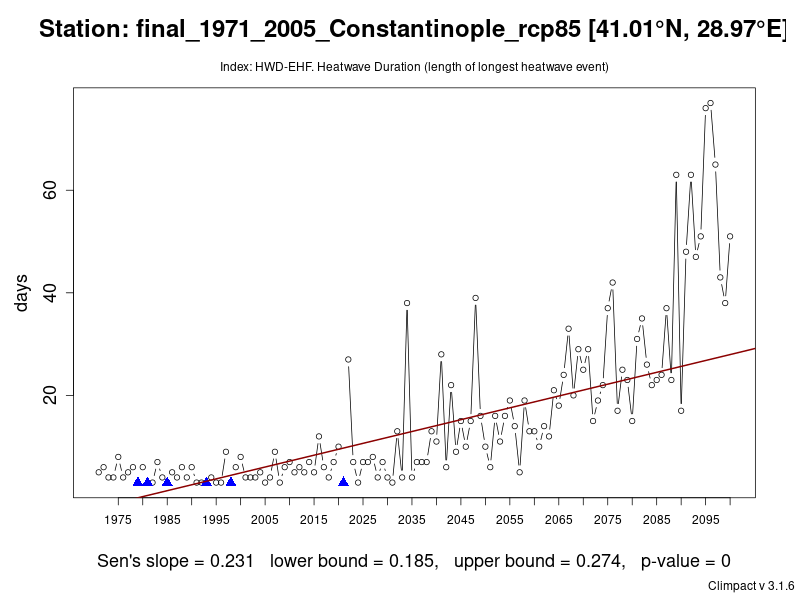 Station: final_1971_2005_Constantinople_rcp85 [41.01°N, 28.97°E]
Index: HWD-EHF. Heatwave Duration (length of longest heatwave event)
60
40
20
days
1975 1985 1995 2005 2015 2025 2035 2045 2055 2065 2075 2085 2095
Sen's slope = 0.231 lower bound = 0.185, upper bound = 0.274, p-value = 0
Climpact v 3.1.6